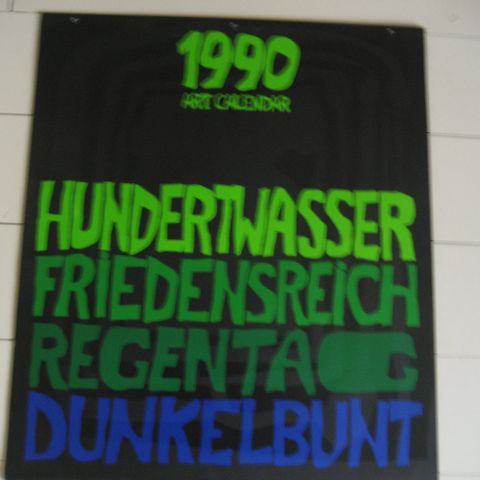 1990
ART CALENDAR
HUNDERTWASSER
FRiEDENSREiCH
REGENTAG
DUNKELBUNT